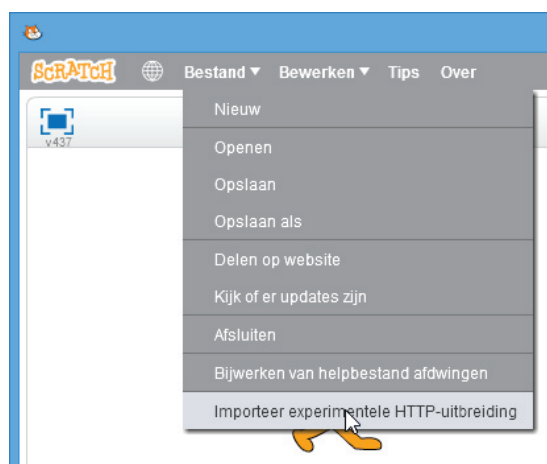 SCRATCH Bestand Bewerken Tips Over
v437
Nieuw
Openen
Opslaan
Opslaan als
Delen op website
Kijk of er updates zijn
Afsluiten
Bijwerken van helpbestand afdwingen
Importeer experimentele HTTP-uitbreiding